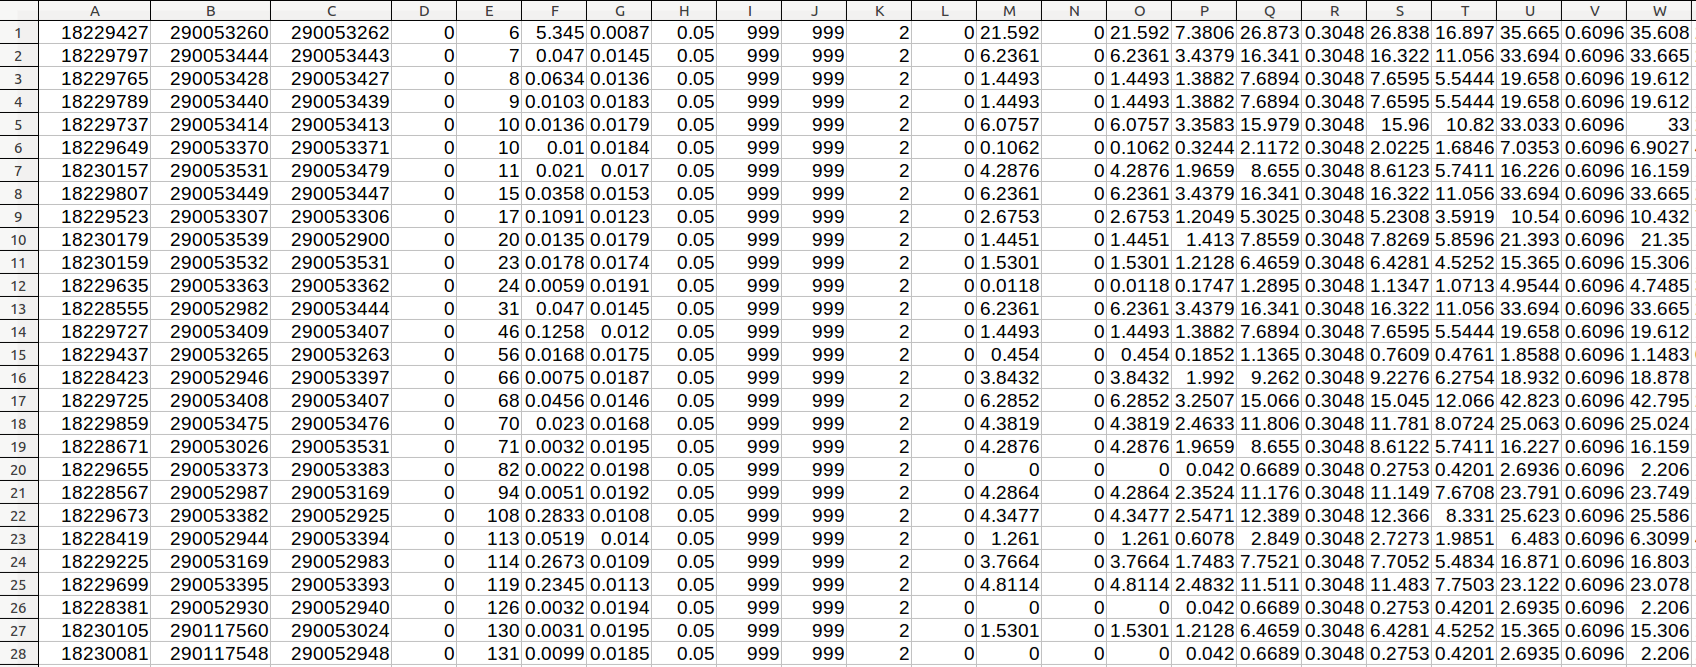 A B C D E F G H I J K L M N O P Q R S T U V W
1 18229427 290053260 290053262 0 6 5.345 0.0087 0.05 999 999 2 0 21.592 0 21.592 7.3806 26.873 0.3048 26.838 16.897 35.665 0.6096 35.608
2 18229797 290053444 290053443 0 7 0.047 0.0145 0.05 999 999 2 0 6.2361 0 6.2361 3.4379 16.341 0.3048 16.322 11.056 33.694 0.6096 33.665
3 18229765 290053428 290053427 0 8 0.0634 0.0136 0.05 999 999 2 0 1.4493 0 1.4493 1.3882 7.6894 0.3048 7.6595 5.5444 19.658 0.6096 19.612
4 18229789 290053440 290053439 0 9 0.0103 0.0183 0.05 999 999 2 0 1.4493 0 1.4493 1.3882 7.6894 0.3048 7.6595 5.5444 19.658 0.6096 19.612
5 18229737 290053414 290053413 0 10 0.0136 0.0179 0.05 999 999 2 0 6.0757 0 6.0757 3.3583 15.979 0.3048 15.96 10.82 33.033 0.6096 33
6 18229649 290053370 290053371 0 10 0.01 0.0184 0.05 999 999 2 0 0.1062 0 0.1062 0.3244 2.1172 0.3048 2.0225 1.6846 7.0353 0.6096 6.9027
7 18230157 290053531 290053479 0 11 0.021 0.017 0.05 999 999 2 0 4.2876 0 4.2876 1.9659 8.655 0.3048 8.6123 5.7411 16.226 0.6096 16.159
8 18229807 290053449 290053447 0 15 0.0358 0.0153 0.05 999 999 2 0 6.2361 0 6.2361 3.4379 16.341 0.3048 16.322 11.056 33.694 0.6096 33.665
9 18229523 290053307 290053306 0 17 0.1091 0.0123 0.05 999 999 2 0 2.6753 0 2.6753 1.2049 5.3025 0.3048 5.2308 3.5919 10.54 0.6096 10.432
10 18230179 290053539 290052900 0 20 0.0135 0.0179 0.05 999 999 2 0 1.4451 0 1.4451 1.413 7.8559 0.3048 7.8269 5.8596 21.393 0.6096 21.35
11 18230159 290053532 290053531 0 23 0.0178 0.0174 0.05 999 999 2 0 1.5301 0 1.5301 1.2128 6.4659 0.3048 6.4281 4.5252 15.365 0.6096 15.306
12 18229635 290053363 290053362 0 24 0.0059 0.0191 0.05 999 999 2 0 0.0118 0 0.0118 0.1747 1.2895 0.3048 1.1347 1.0713 4.9544 0.6096 4.7485
13 18228555 290052982 290053444 0 31 0.047 0.0145 0.05 999 999 2 0 6.2361 0 6.2361 3.4379 16.341 0.3048 16.322 11.056 33.694 0.6096 33.665
14 18229727 290053409 290053407 0 46 0.1258 0.012 0.05 999 999 2 0 1.4493 0 1.4493 1.3882 7.6894 0.3048 7.6595 5.5444 19.658 0.6096 19.612
15 18229437 290053265 290053263 0 56 0.0168 0.0175 0.05 999 999 2 0 0.454 0 0.454 0.1852 1.1365 0.3048 0.7609 0.4761 1.8588 0.6096 1.1483
16 18228423 290052946 290053397 0 66 0.0075 0.0187 0.05 999 999 2 0 3.8432 0 3.8432 1.992 9.262 0.3048 9.2276 6.2754 18.932 0.6096 18.878
17 18229725 290053408 290053407 0 68 0.0456 0.0146 0.05 999 999 2 0 6.2852 0 6.2852 3.2507 15.066 0.3048 15.045 12.066 42.823 0.6096 42.795
18 18229859 290053475 290053476 0 70 0.023 0.0168 0.05 999 999 2 0 4.3819 0 4.3819 2.4633 11.806 0.3048 11.781 8.0724 25.063 0.6096 25.024
19 18228671 290053026 290053531 0 71 0.0032 0.0195 0.05 999 999 2 0 4.2876 0 4.2876 1.9659 8.655 0.3048 8.6122 5.7411 16.227 0.6096 16.159
20 18229655 290053373 290053383 0 82 0.0022 0.0198 0.05 999 999 2 0 0 0 0 0.042 0.6689 0.3048 0.2753 0.4201 2.6936 0.6096 2.206
21 18228567 290052987 290053169 0 94 0.0051 0.0192 0.05 999 999 2 0 4.2864 0 4.2864 2.3524 11.176 0.3048 11.149 7.6708 23.791 0.6096 23.749
22 18229673 290053382 290052925 0 108 0.2833 0.0108 0.05 999 999 2 0 4.3477 0 4.3477 2.5471 12.389 0.3048 12.366 8.331 25.623 0.6096 25.586
23 18228419 290052944 290053394 0 113 0.0519 0.014 0.05 999 999 2 0 1.261 0 1.261 0.6078 2.849 0.3048 2.7273 1.9851 6.483 0.6096 6.3099
24 18229225 290053169 290052983 0 114 0.2673 0.0109 0.05 999 999 2 0 3.7664 0 3.7664 1.7483 7.7521 0.3048 7.7052 5.4834 16.871 0.6096 16.803
25 18229699 290053395 290053393 0 119 0.2345 0.0113 0.05 999 999 2 0 4.8114 0 4.8114 2.4832 11.511 0.3048 11.483 7.7503 23.122 0.6096 23.078
26 18228381 290052930 290052940 0 126 0.0032 0.0194 0.05 999 999 2 0 0 0 0 0.042 0.6689 0.3048 0.2753 0.4201 2.6935 0.6096 2.206
27 18230105 290117560 290053024 0 130 0.0031 0.0195 0.05 999 999 2 0 1.5301 0 1.5301 1.2128 6.4659 0.3048 6.4281 4.5252 15.365 0.6096 15.306
28 18230081 290117548 290052948 0 131 0.0099 0.0185 0.05 999 999 2 0 0 0 0 0.042 0.6689 0.3048 0.2753 0.4201 2.6935 0.6096 2.206